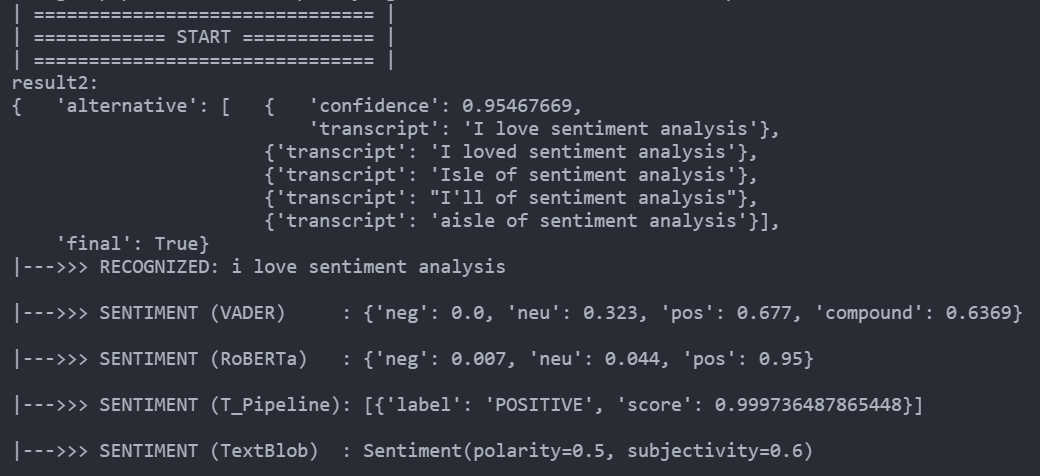 | =============================== |
| ============ START ============ |
| =============================== |
result2:
{   'alternative': [   {   'confidence': 0.95467669,
                           'transcript': 'I love sentiment analysis'},
                       {'transcript': 'I loved sentiment analysis'},
                       {'transcript': 'Isle of sentiment analysis'},
                       {'transcript': "I'll of sentiment analysis"},
                       {'transcript': 'aisle of sentiment analysis'}],
    'final': True}
|--->>> RECOGNIZED: i love sentiment analysis
|--->>> SENTIMENT (VADER)     : {'neg': 0.0, 'neu': 0.323, 'pos': 0.677, 'compound': 0.6369}
|--->>> SENTIMENT (RoBERTa)   : {'neg': 0.007, 'neu': 0.044, 'pos': 0.95}
|--->>> SENTIMENT (T_Pipeline): [{'label': 'POSITIVE', 'score': 0.999736487865448}]
|--->>> SENTIMENT (TextBlob)  : Sentiment(polarity=0.5, subjectivity=0.6)